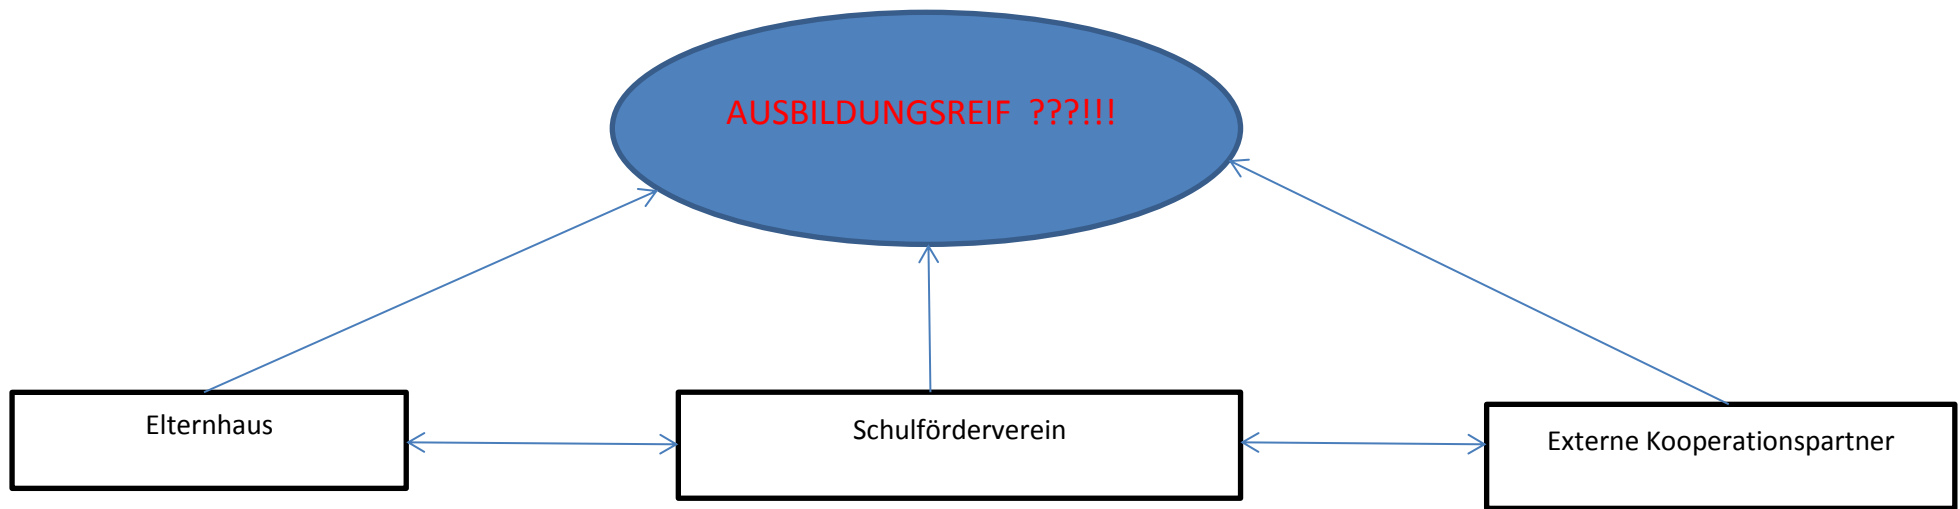 AUSBILDUNGSREIF ???!!!
Elternhaus
Schulförderverein
Externe Kooperationspartner